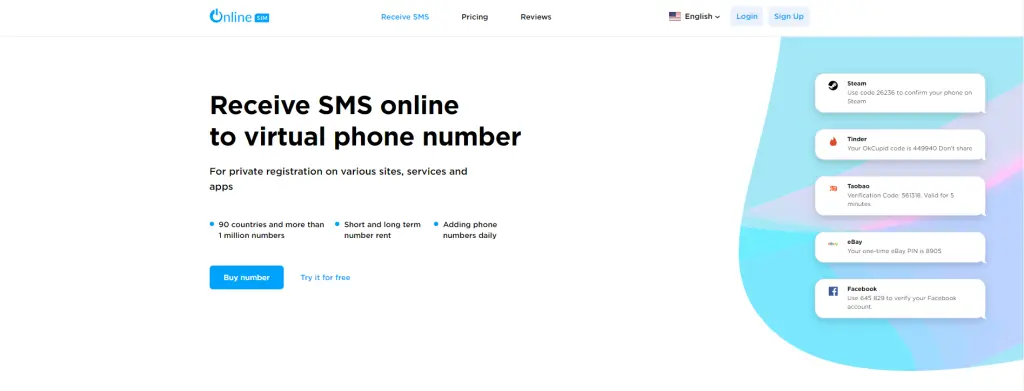 Online SIM
Receive SMS
Pricing
Reviews
English
Login
Sign Up
Receive SMS online
to virtual phone number
For private registration on various sites, services and
apps
90 countries and more than
1 million numbers
Short and long term
number rent
Adding phone
numbers daily
Buy number
Try it for free
Steam
Use code 26236 to confirm your phone on
Steam
Tinder
Your OkCupid code is 449940 Don't share
Taobao
Verification Code: 561318. Valid for 5
minutes
eBay
Your one-time eBay PIN is 8905
Facebook
Use 645 829 to verify your Facebook
account